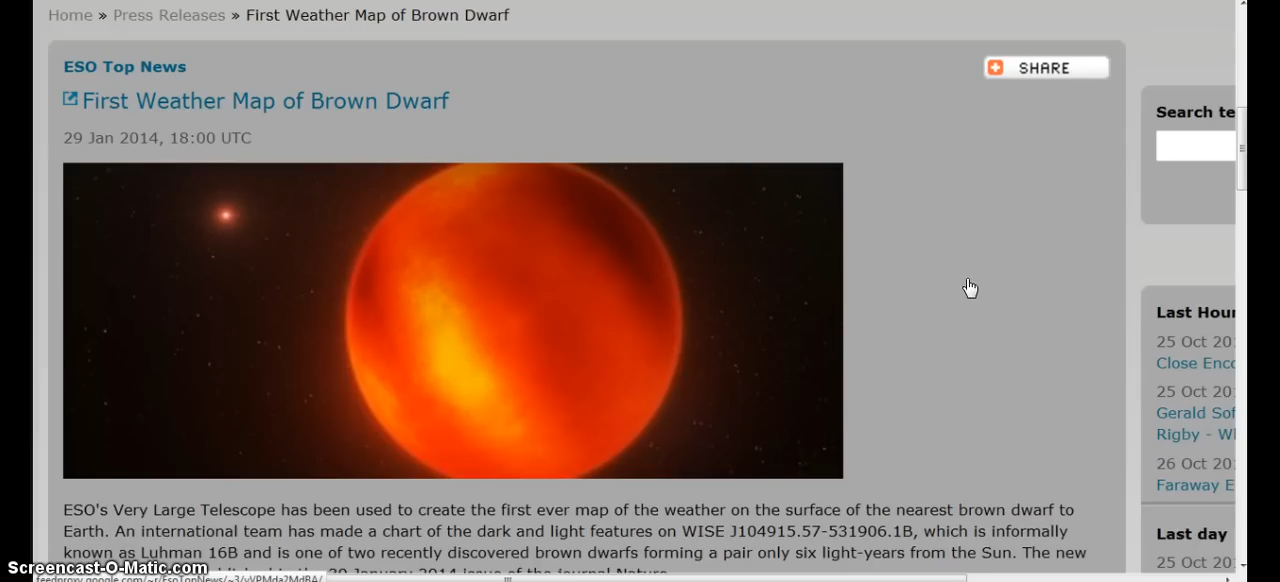 Home » Press Releases » First Weather Map of Brown Dwarf
ESO Top News
SHARE
First Weather Map of Brown Dwarf
29 Jan 2014, 18:00 UTC
ESO's Very Large Telescope has been used to create the first ever map of the weather on the surface of the nearest brown dwarf to
Earth. An international team has made a chart of the dark and light features on WISE J104915.57-531906.1B, which is informally
known as Luhman 16B and is one of two recently discovered brown dwarfs forming a pair only six light-years from the Sun. The new
30 January 2014 issue of the journal Nature.
Search te
Last Hour
25 Oct 20
Close Enc
25 Oct 20
Gerald Sof
Rigby - W
26 Oct 20
Faraway E
Last day
25 Oct 20
Screencast-O-Matic.com